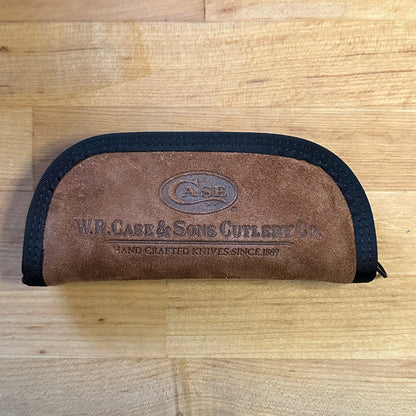 CASE
W.R. CASE & SONS CUTLERY CO.
HAND-CRAFTED KNIVES SINCE 1889